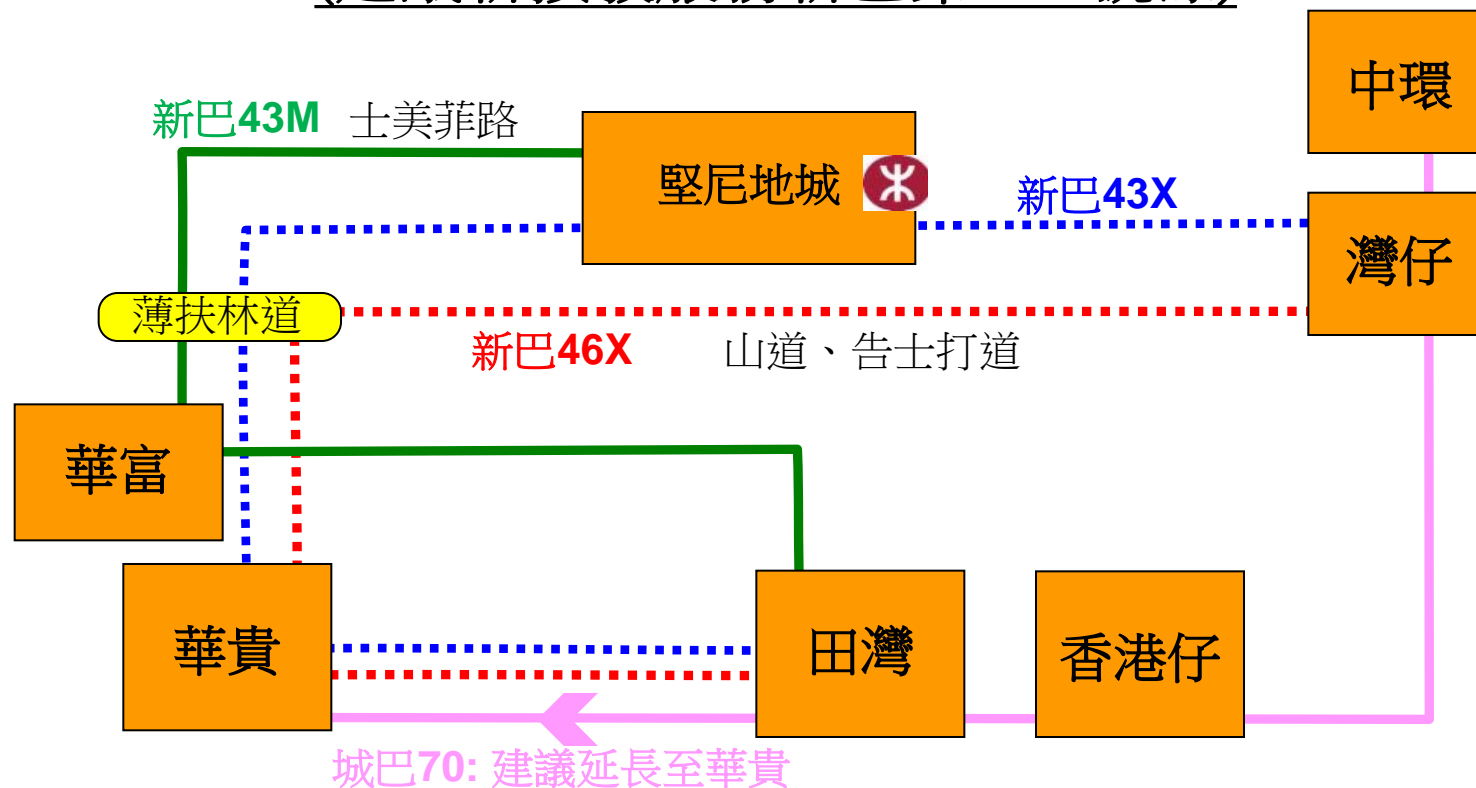 中環
新巴43M 士美菲路
堅尼地城
新巴43X
灣仔
薄扶林道
新巴46X 山道、告士打道
華富
華貴
田灣
香港仔
城巴70: 建議延長至華貴